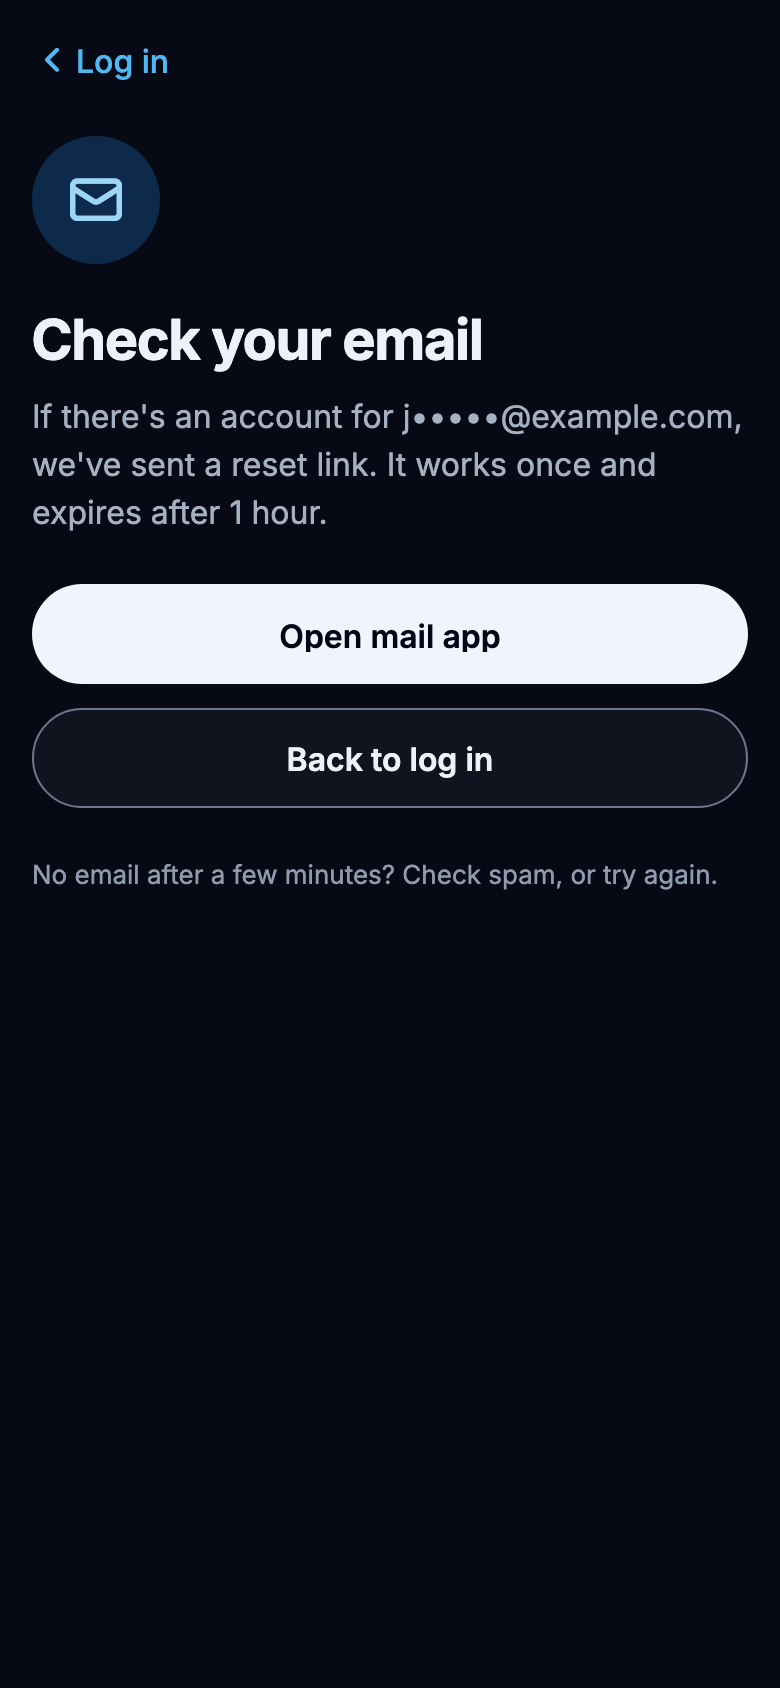 Log in
Check your email
If there's an account for j•••••@example.com,
we've sent a reset link. It works once and
expires after 1 hour.
Open mail app
Back to log in
No email after a few minutes? Check spam, or try again.